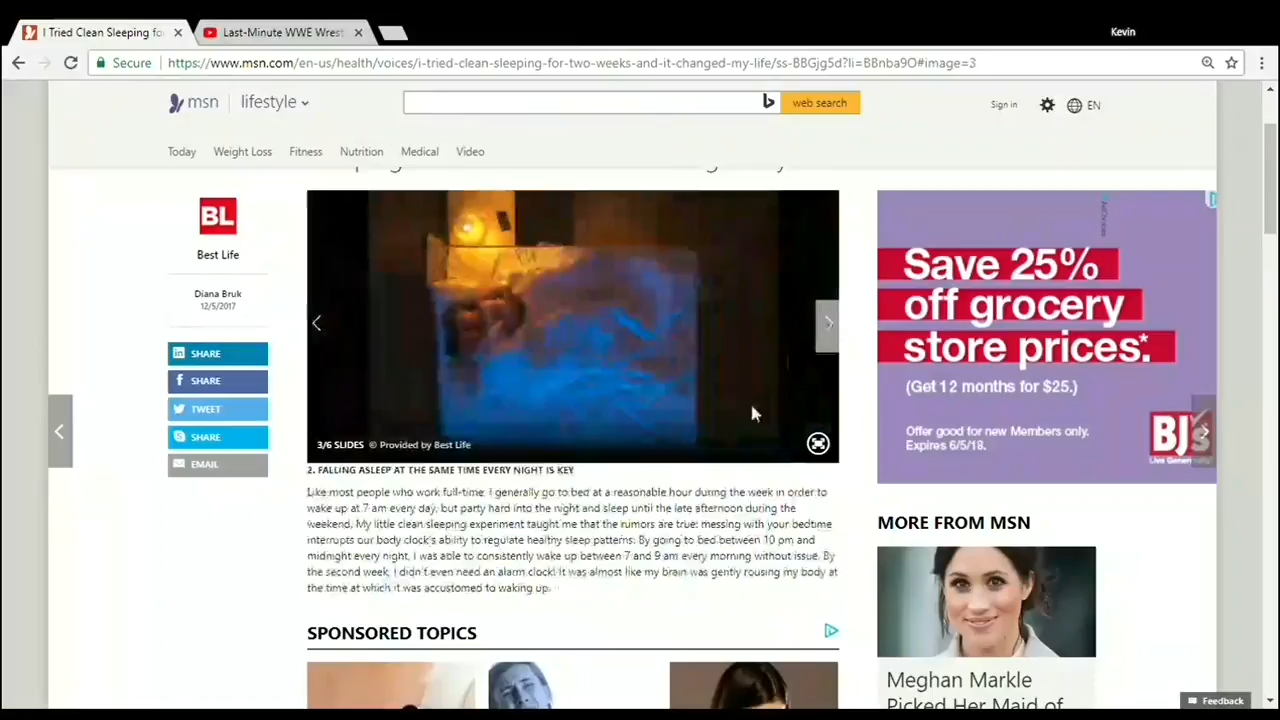 I Tried Clean Sleeping fo
Last-Minute WWE Wrest
Kevin
Secure
https://www.msn.com/en-us/health/voices/i-tried-clean-sleeping-for-two-weeks-and-it-changed-my-life/ss-BBGjg5d?li=BBnba9O#image=3
msn lifestyle
web search
Sign in
EN
Today Weight Loss Fitness Nutrition Medical Video
BL
Best Life
Diana Bruk
12/5/2017
SHARE
SHARE
TWEET
SHARE
EMAIL
3/6 SLIDES © Provided by Best Life
2. FALLING ASLEEP AT THE SAME TIME EVERY NIGHT IS KEY
Like most people who work full-time, I generally go to bed at a reasonable hour during the week in order to
wake up at 7 am every day, but party hard into the night and sleep until the late afternoon during the
weekend. My little clean sleeping experiment taught me that the rumors are true: messing with your bedtime
interrupts our body clock's ability to regulate healthy sleep patterns. By going to bed between 10 pm and
midnight every night, I was able to consistently wake up between 7 and 9 am every morning without issue. By
the second week, I didn't even need an alarm clock! It was almost like my brain was gently rousing my body at
the time at which it was accustomed to waking up.
SPONSORED TOPICS
Save 25%
off grocery
store prices.*
(Get 12 months for $25.)
Offer good for new Members only.
Expires 6/5/18.
BJ's
MORE FROM MSN
Meghan Markle
Picked Her Maid of
Feedback